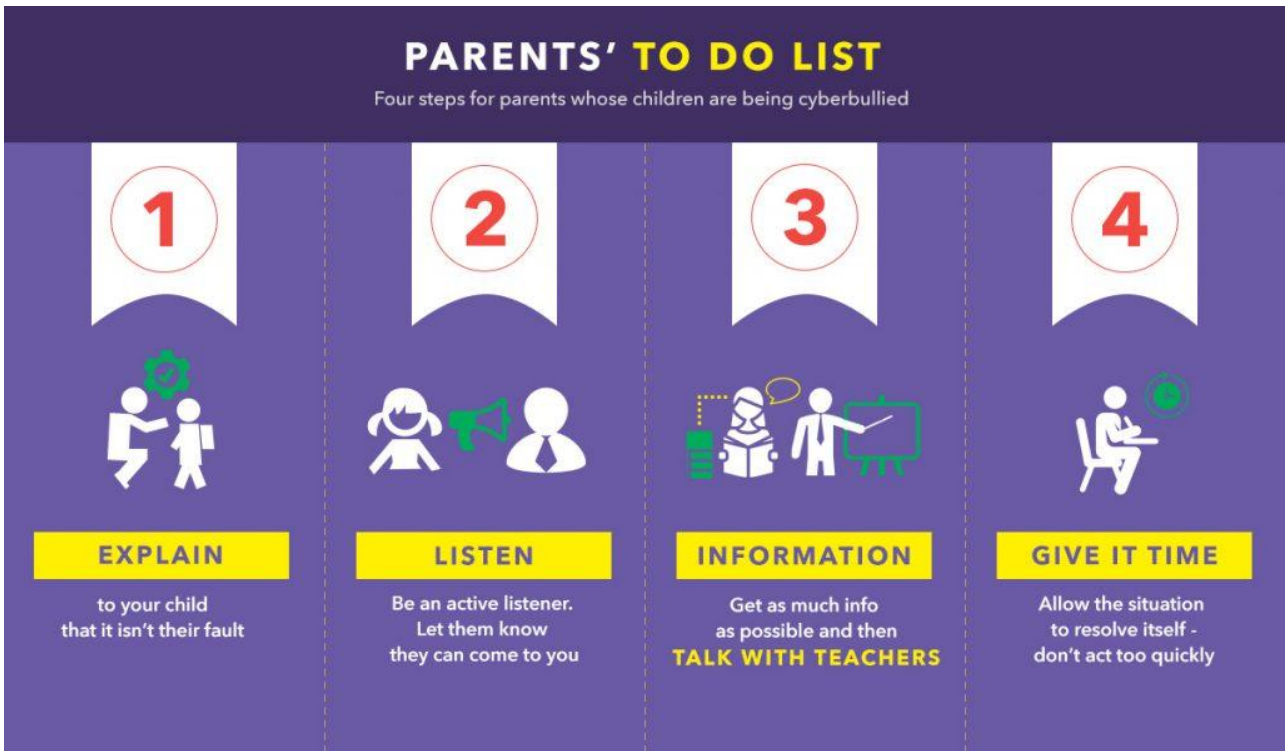 PARENTS’ TO DO LIST
Four steps for parents whose children are being cyberbullied
1
EXPLAIN
to your child
that it isn’t their fault
2
LISTEN
Be an active listener.
Let them know
they can come to you
3
INFORMATION
Get as much info
as possible and then
TALK WITH TEACHERS
4
GIVE IT TIME
Allow the situation
to resolve itself -
don’t act too quickly